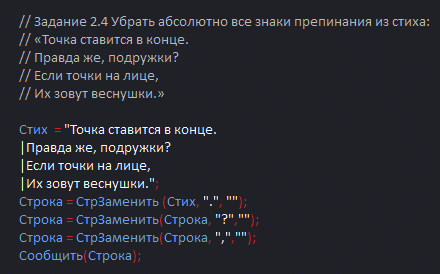 // Задание 2.4 Убрать абсолютно все знаки препинания из стиха:
// «Точка ставится в конце.
// Правда же, подружки?
// Если точки на лице,
// Их зовут веснушки.»
Стих = "Точка ставится в конце.
|Правда же, подружки?
|Если точки на лице,
|Их зовут веснушки.";
Строка = СтрЗаменить (Стих, ".", "");
Строка = СтрЗаменить(Строка, "?","");
Строка = СтрЗаменить(Строка, ",","");
Сообщить(Строка);